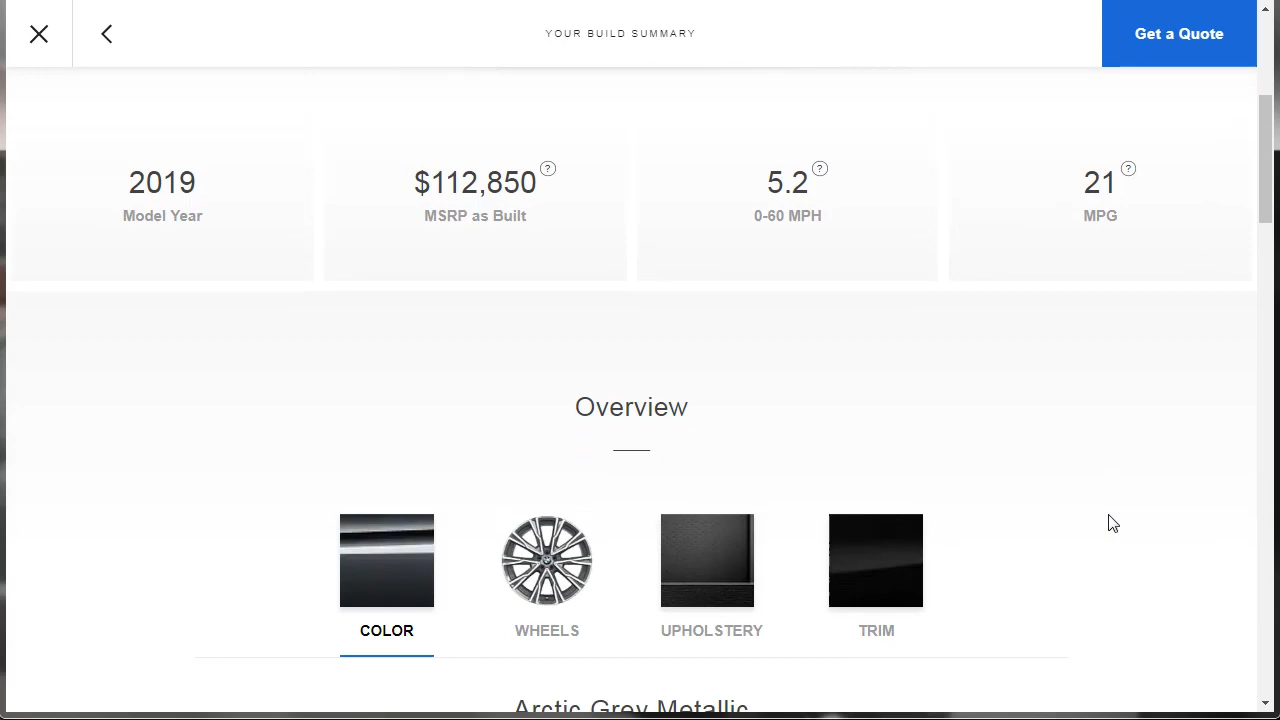 YOUR BUILD SUMMARY
Get a Quote
2019
Model Year
$112,850 ?
MSRP as Built
5.2 ?
0-60 MPH
21 ?
MPG
Overview
COLOR
WHEELS
UPHOLSTERY
TRIM
Arctic Grey Metallic